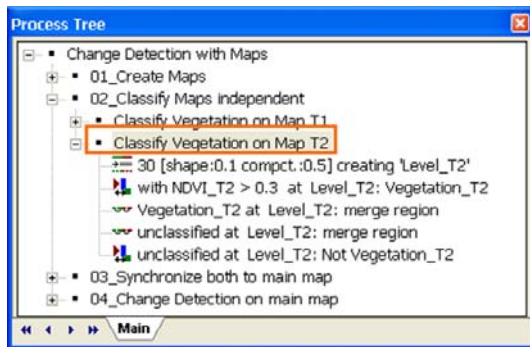 Process Tree
Change Detection with Maps
01_Create Maps
02_Classify Maps independent
Classify Vegetation on Map T1
Classify Vegetation on Map T2
30 [shape:0.1 compct.:0.5] creating 'Level_T2'
with NDVI_T2 > 0.3 at Level_T2: Vegetation_T2
Vegetation_T2 at Level_T2: merge region
unclassified at Level_T2: merge region
unclassified at Level_T2: Not Vegetation_T2
03_Synchronize both to main map
04_Change Detection on main map
Main